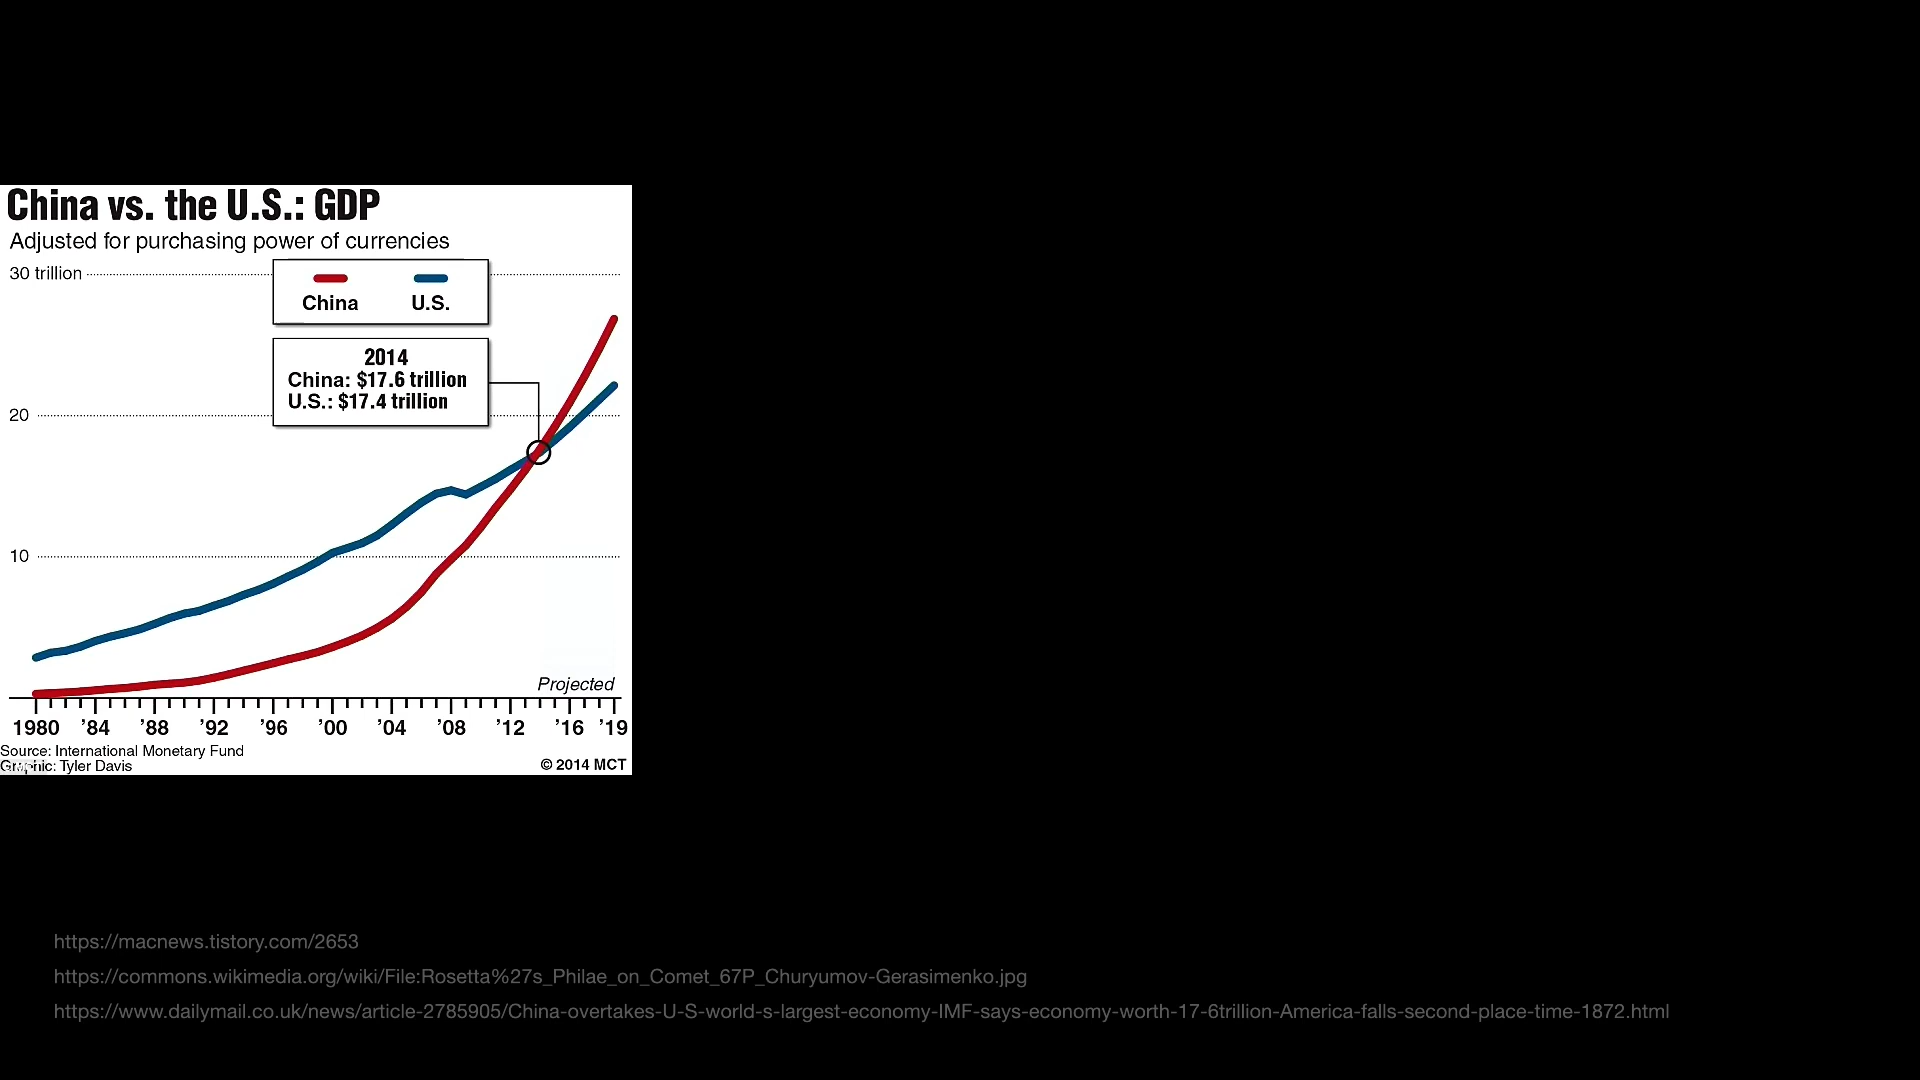 China vs. the U.S.: GDP
Adjusted for purchasing power of currencies
30 trillion
China U.S.
2014
China: $17.6 trillion
U.S.: $17.4 trillion
20
10
Projected
1980 ’84 ’88 ’92 ’96 ’00 ’04 ’08 ’12 ’16 ’19
Source: International Monetary Fund
Graphic: Tyler Davis
© 2014 MCT
https://macnews.tistory.com/2653
https://commons.wikimedia.org/wiki/File:Rosetta%27s_Philae_on_Comet_67P_Churyumov-Gerasimenko.jpg
https://www.dailymail.co.uk/news/article-2785905/China-overtakes-U-S-world-s-largest-economy-IMF-says-economy-worth-17-6trillion-America-falls-second-place-time-1872.html